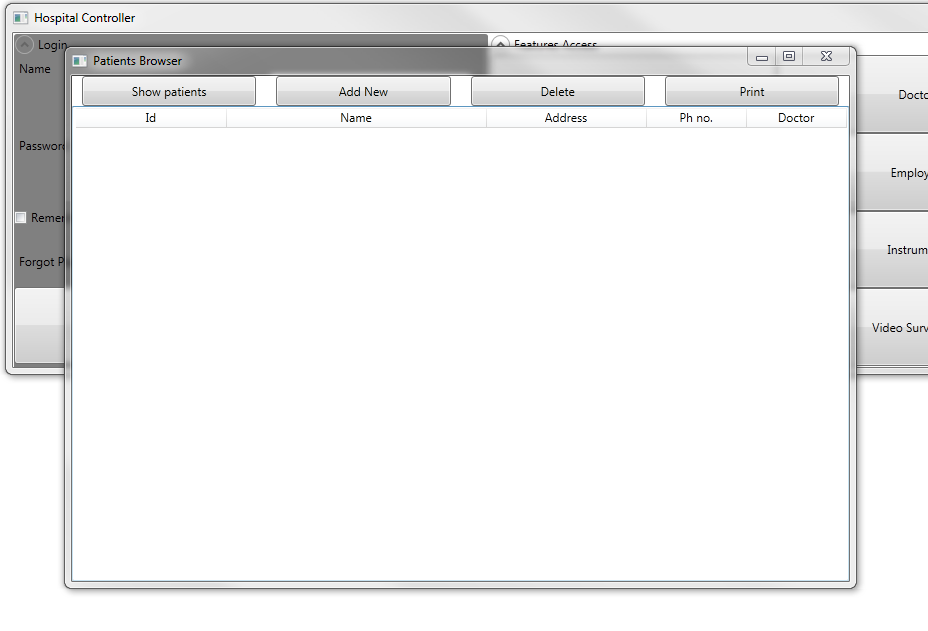 Hospital Controller
Login
Features Access
Name
Patients Browser
Show patients Add New Delete Print
Id Name Address Ph no. Doctor
Docto
Password
Employ
Remem
Instrum
Forgot P
Video Surv